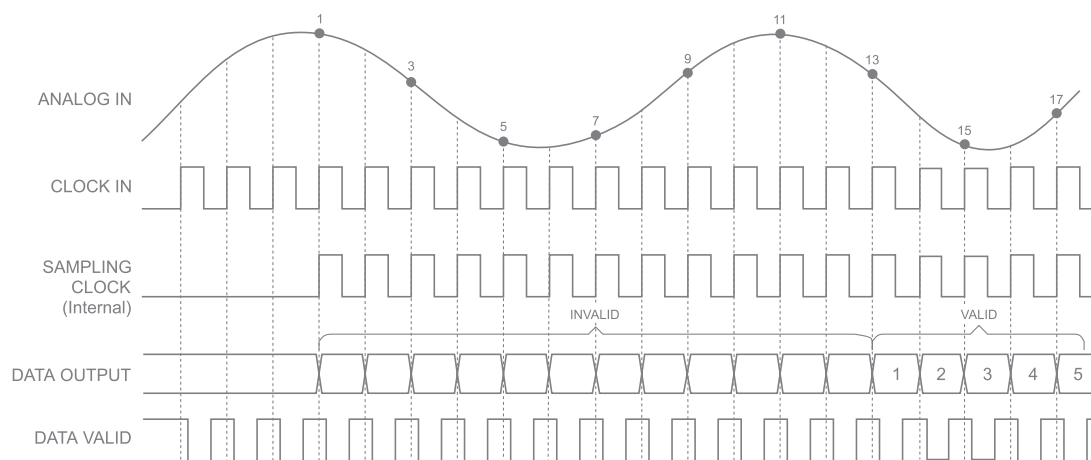 1
11
9
3
13
ANALOG IN
17
5
7
15
CLOCK IN
SAMPLING
CLOCK
(Internal)
INVALID
VALID
DATA OUTPUT
1
2
3
4
5
DATA VALID